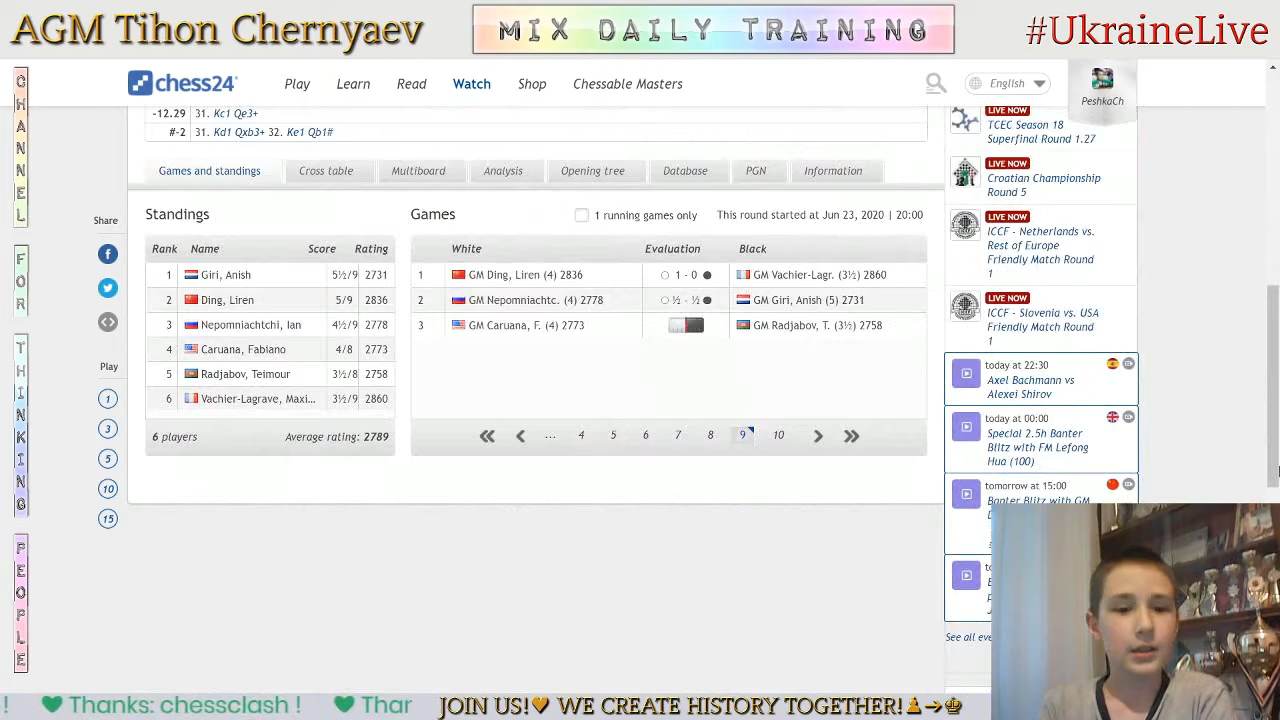 AGM Tihon Chernyaev
MIX DAILY TRAINING
#UkraineLive
CHANNEL
FOR
THINKING
PEOPLE
chess24
Play
Learn
Read
Watch
Shop
Chessable Masters
English
PeshkaCh
-12.29 31. Kc1 Qe3+
#-2 31. Kd1 Qxb3+ 32. Ke1 Qb1#
Games and standings
Cross table
Multiboard
Analysis
Opening tree
Database
PGN
Information
Share
Play
1
3
5
10
15
Standings
Rank Name Score Rating
1 Giri, Anish 5½/9 2731
2 Ding, Liren 5/9 2836
3 Nepomniachtchi, Ian 4½/9 2778
4 Caruana, Fabiano 4/8 2773
5 Radjabov, Teimour 3½/8 2758
6 Vachier-Lagrave, Maxi... 3½/9 2860
6 players Average rating: 2789
Games
1 running games only
This round started at Jun 23, 2020 | 20:00
White Evaluation Black
1 GM Ding, Liren (4) 2836 1 - 0 GM Vachier-Lagr. (3½) 2860
2 GM Nepomniachtc. (4) 2778 ½ - ½ GM Giri, Anish (5) 2731
3 GM Caruana, F. (4) 2773 GM Radjabov, T. (3½) 2758
... 4 5 6 7 8 9 10
LIVE NOW
TCEC Season 18
Superfinal Round 1.27
LIVE NOW
Croatian Championship
Round 5
LIVE NOW
ICCF - Netherlands vs.
Rest of Europe
Friendly Match Round
1
LIVE NOW
ICCF - Slovenia vs. USA
Friendly Match Round
1
today at 22:30
Axel Bachmann vs
Alexei Shirov
today at 00:00
Special 2.5h Banter
Blitz with FM Lefong
Hua (100)
tomorrow at 15:00
Banter Blitz with GM
See all eve
! Thanks: chessclash ! Thar
JOIN US! WE CREATE HISTORY TOGETHER!